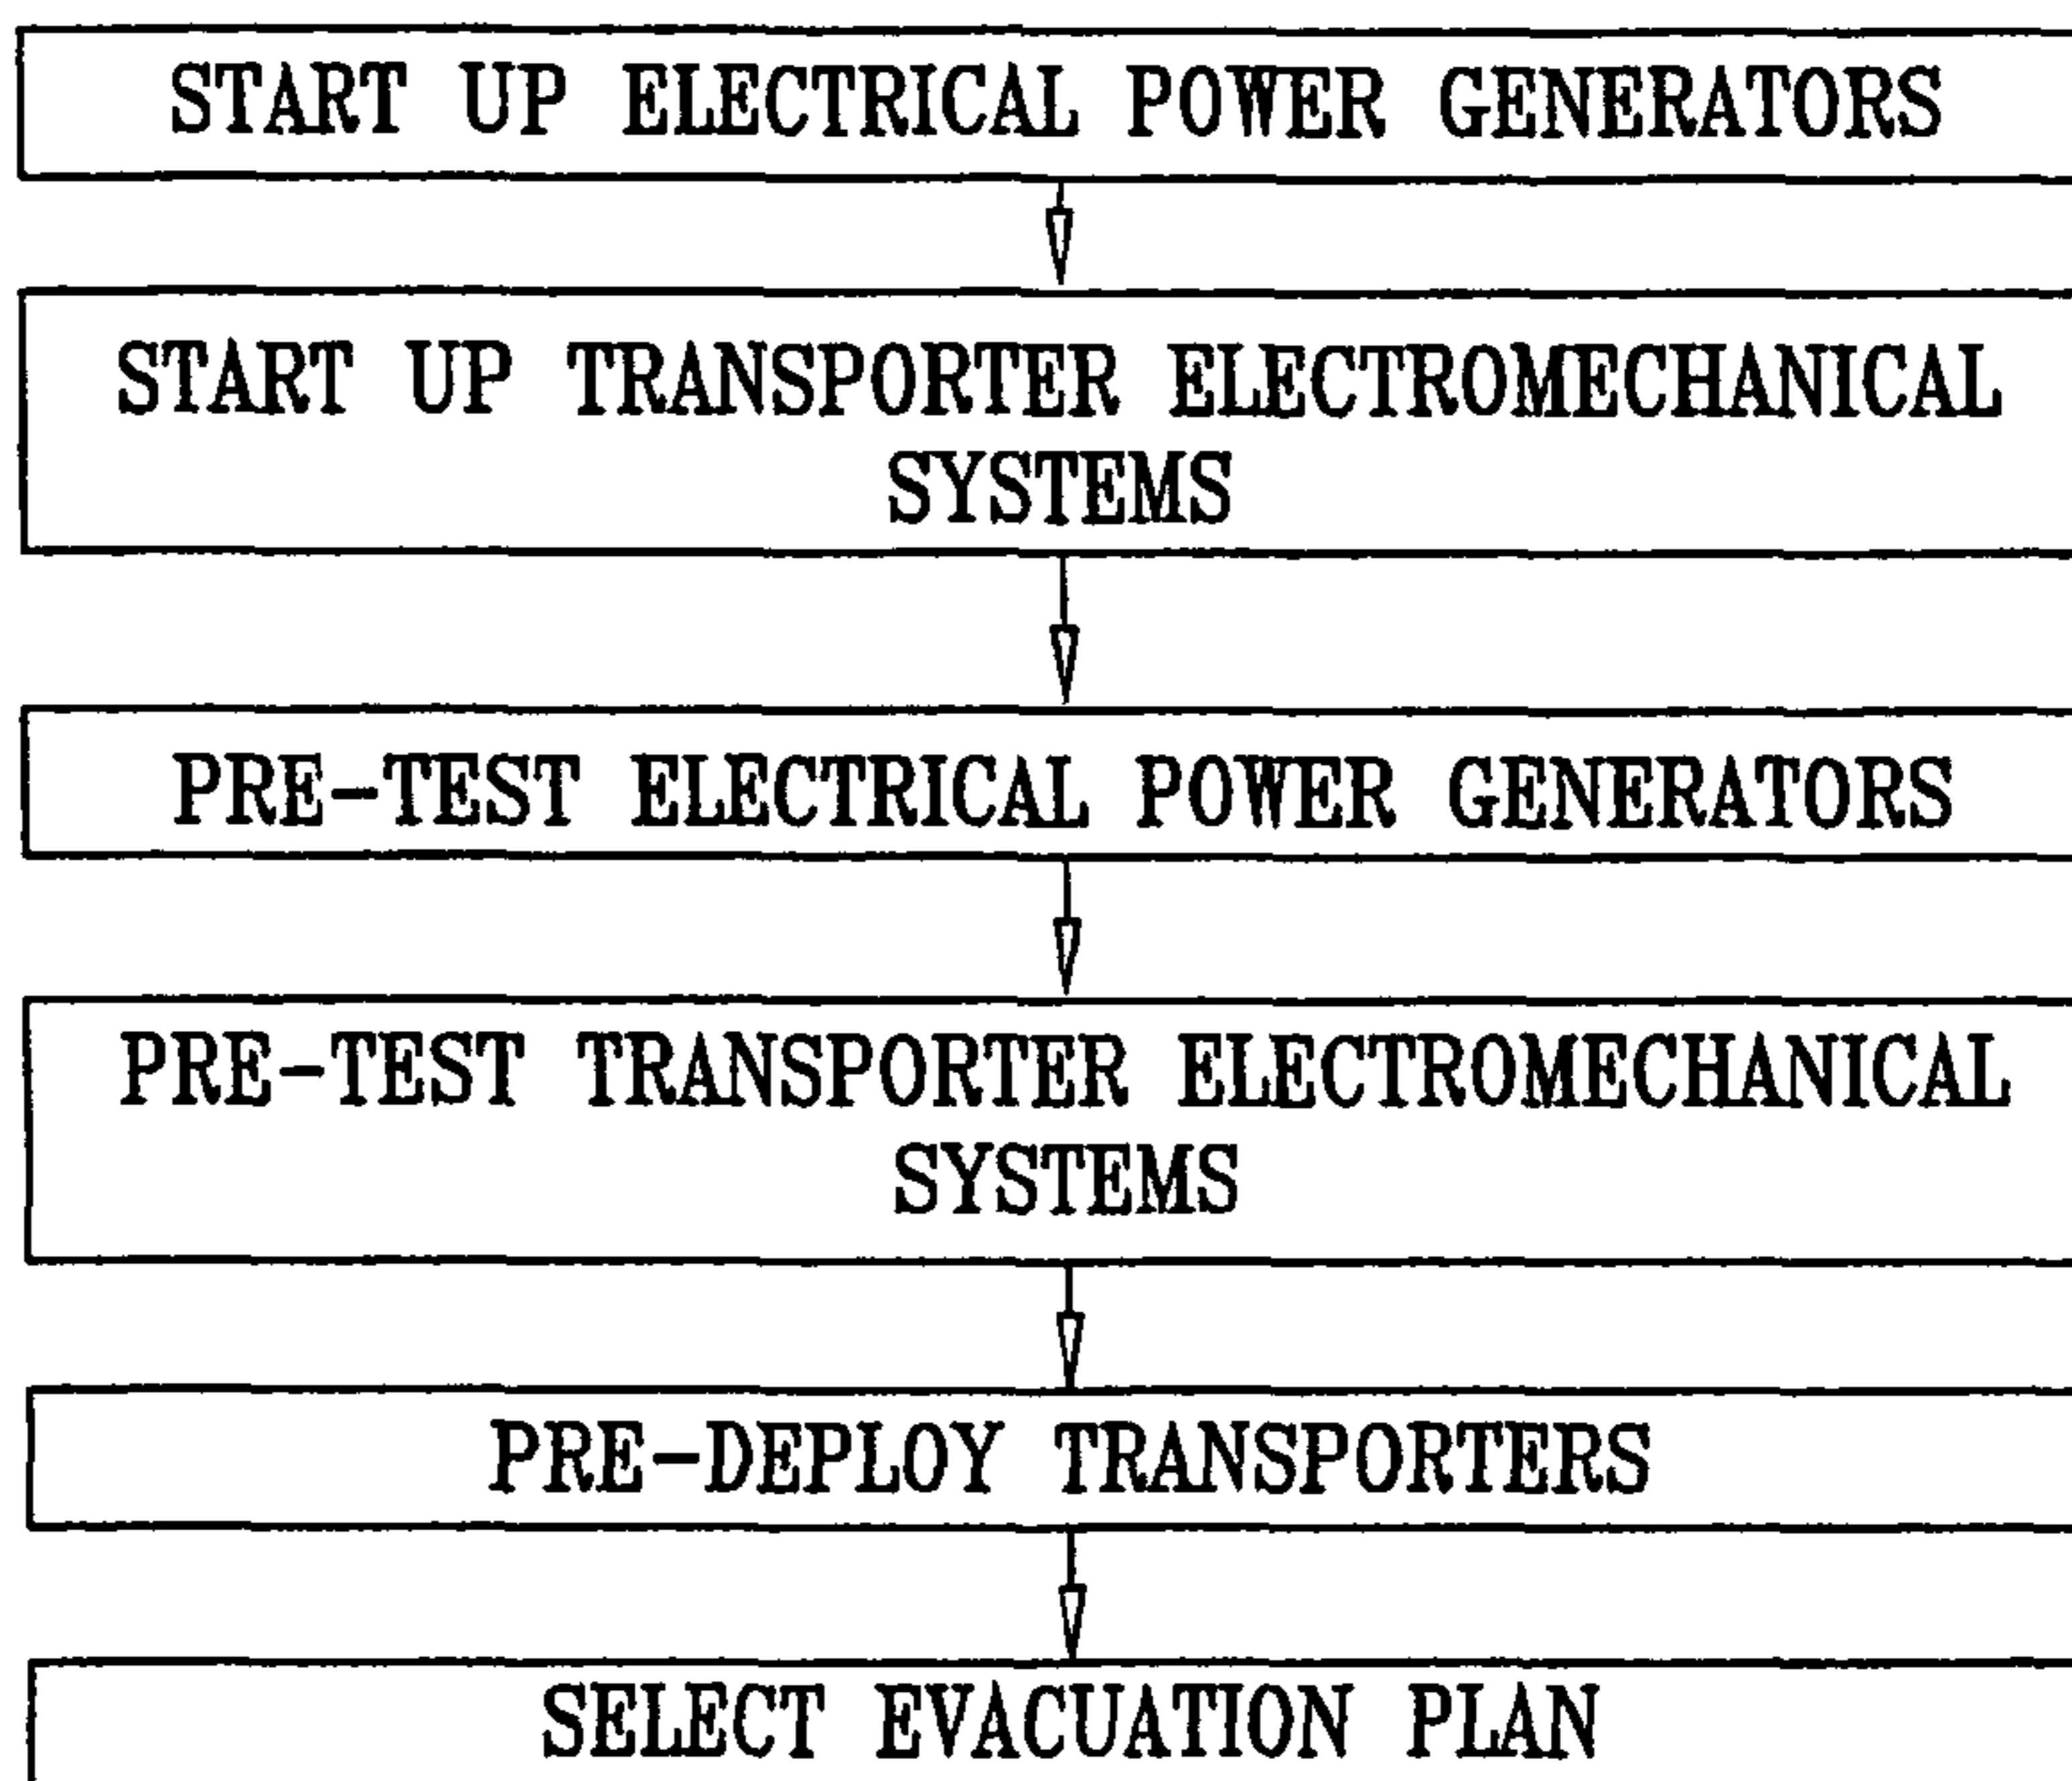 START UP ELECTRICAL POWER GENERATORS
START UP TRANSPORTER ELECTROMECHANICAL
SYSTEMS
PRE-TEST ELECTRICAL POWER GENERATORS
PRE-TEST TRANSPORTER ELECTROMECHANICAL
SYSTEMS
PRE-DEPLOY TRANSPORTERS
SELECT EVACUATION PLAN